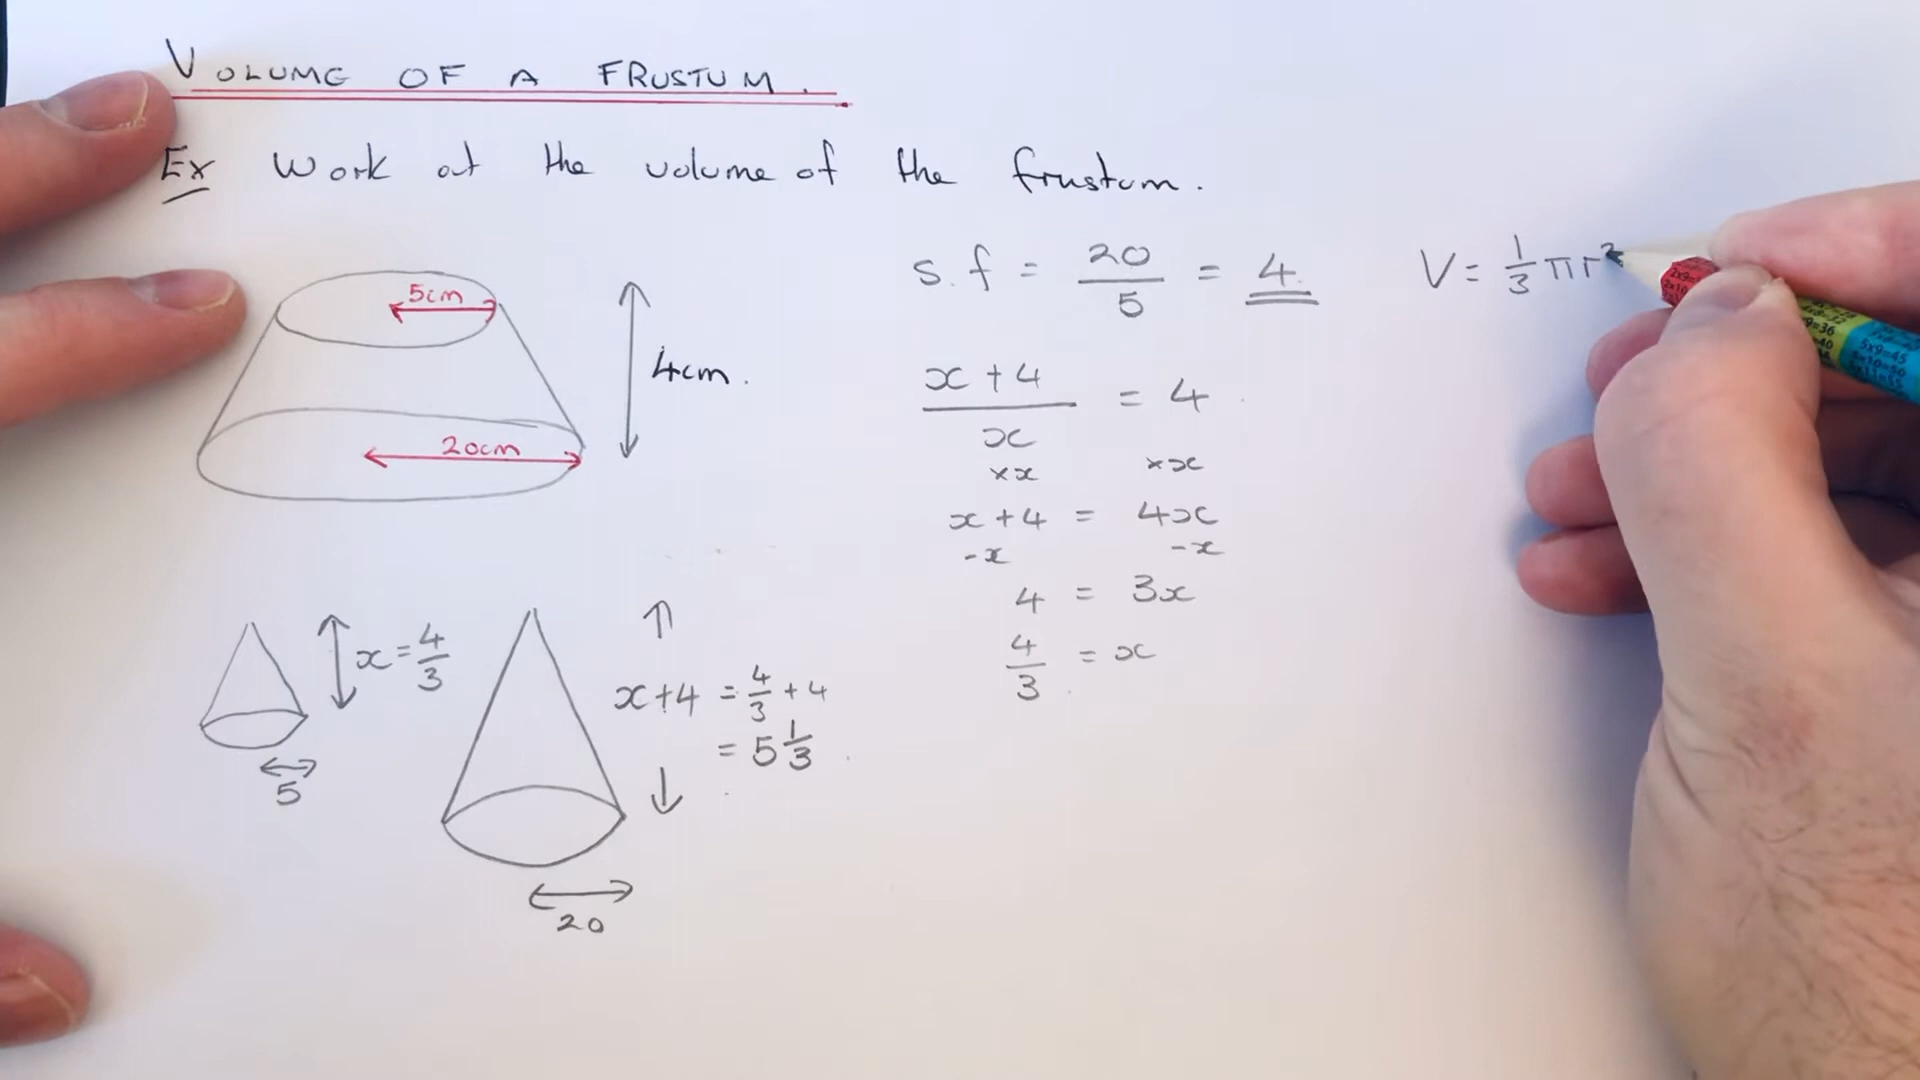 VOLUME OF A FRUSTUM.
Ex Work out the volume of the frustum.
5cm
4cm.
20cm
s.f = 20/5 = 4
x+4/x = 4
×x ×x
x+4 = 4x
-x -x
4 = 3x
4/3 = x
V = 1/3 πr²
x = 4/3
5
x+4 = 4/3 + 4
= 5 1/3
20